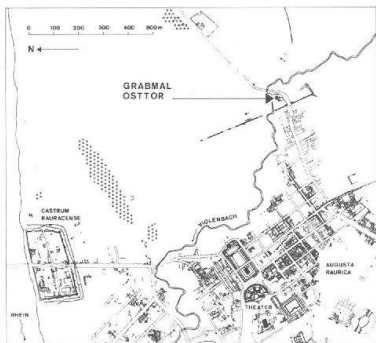 0 100 200 300 400 500m
N
GRABMAL
OSTTOR
CASTRUM
RAURACENSE
VIOLENBACH
AUGUSTA
RAURICA
THEATER
RHEIN